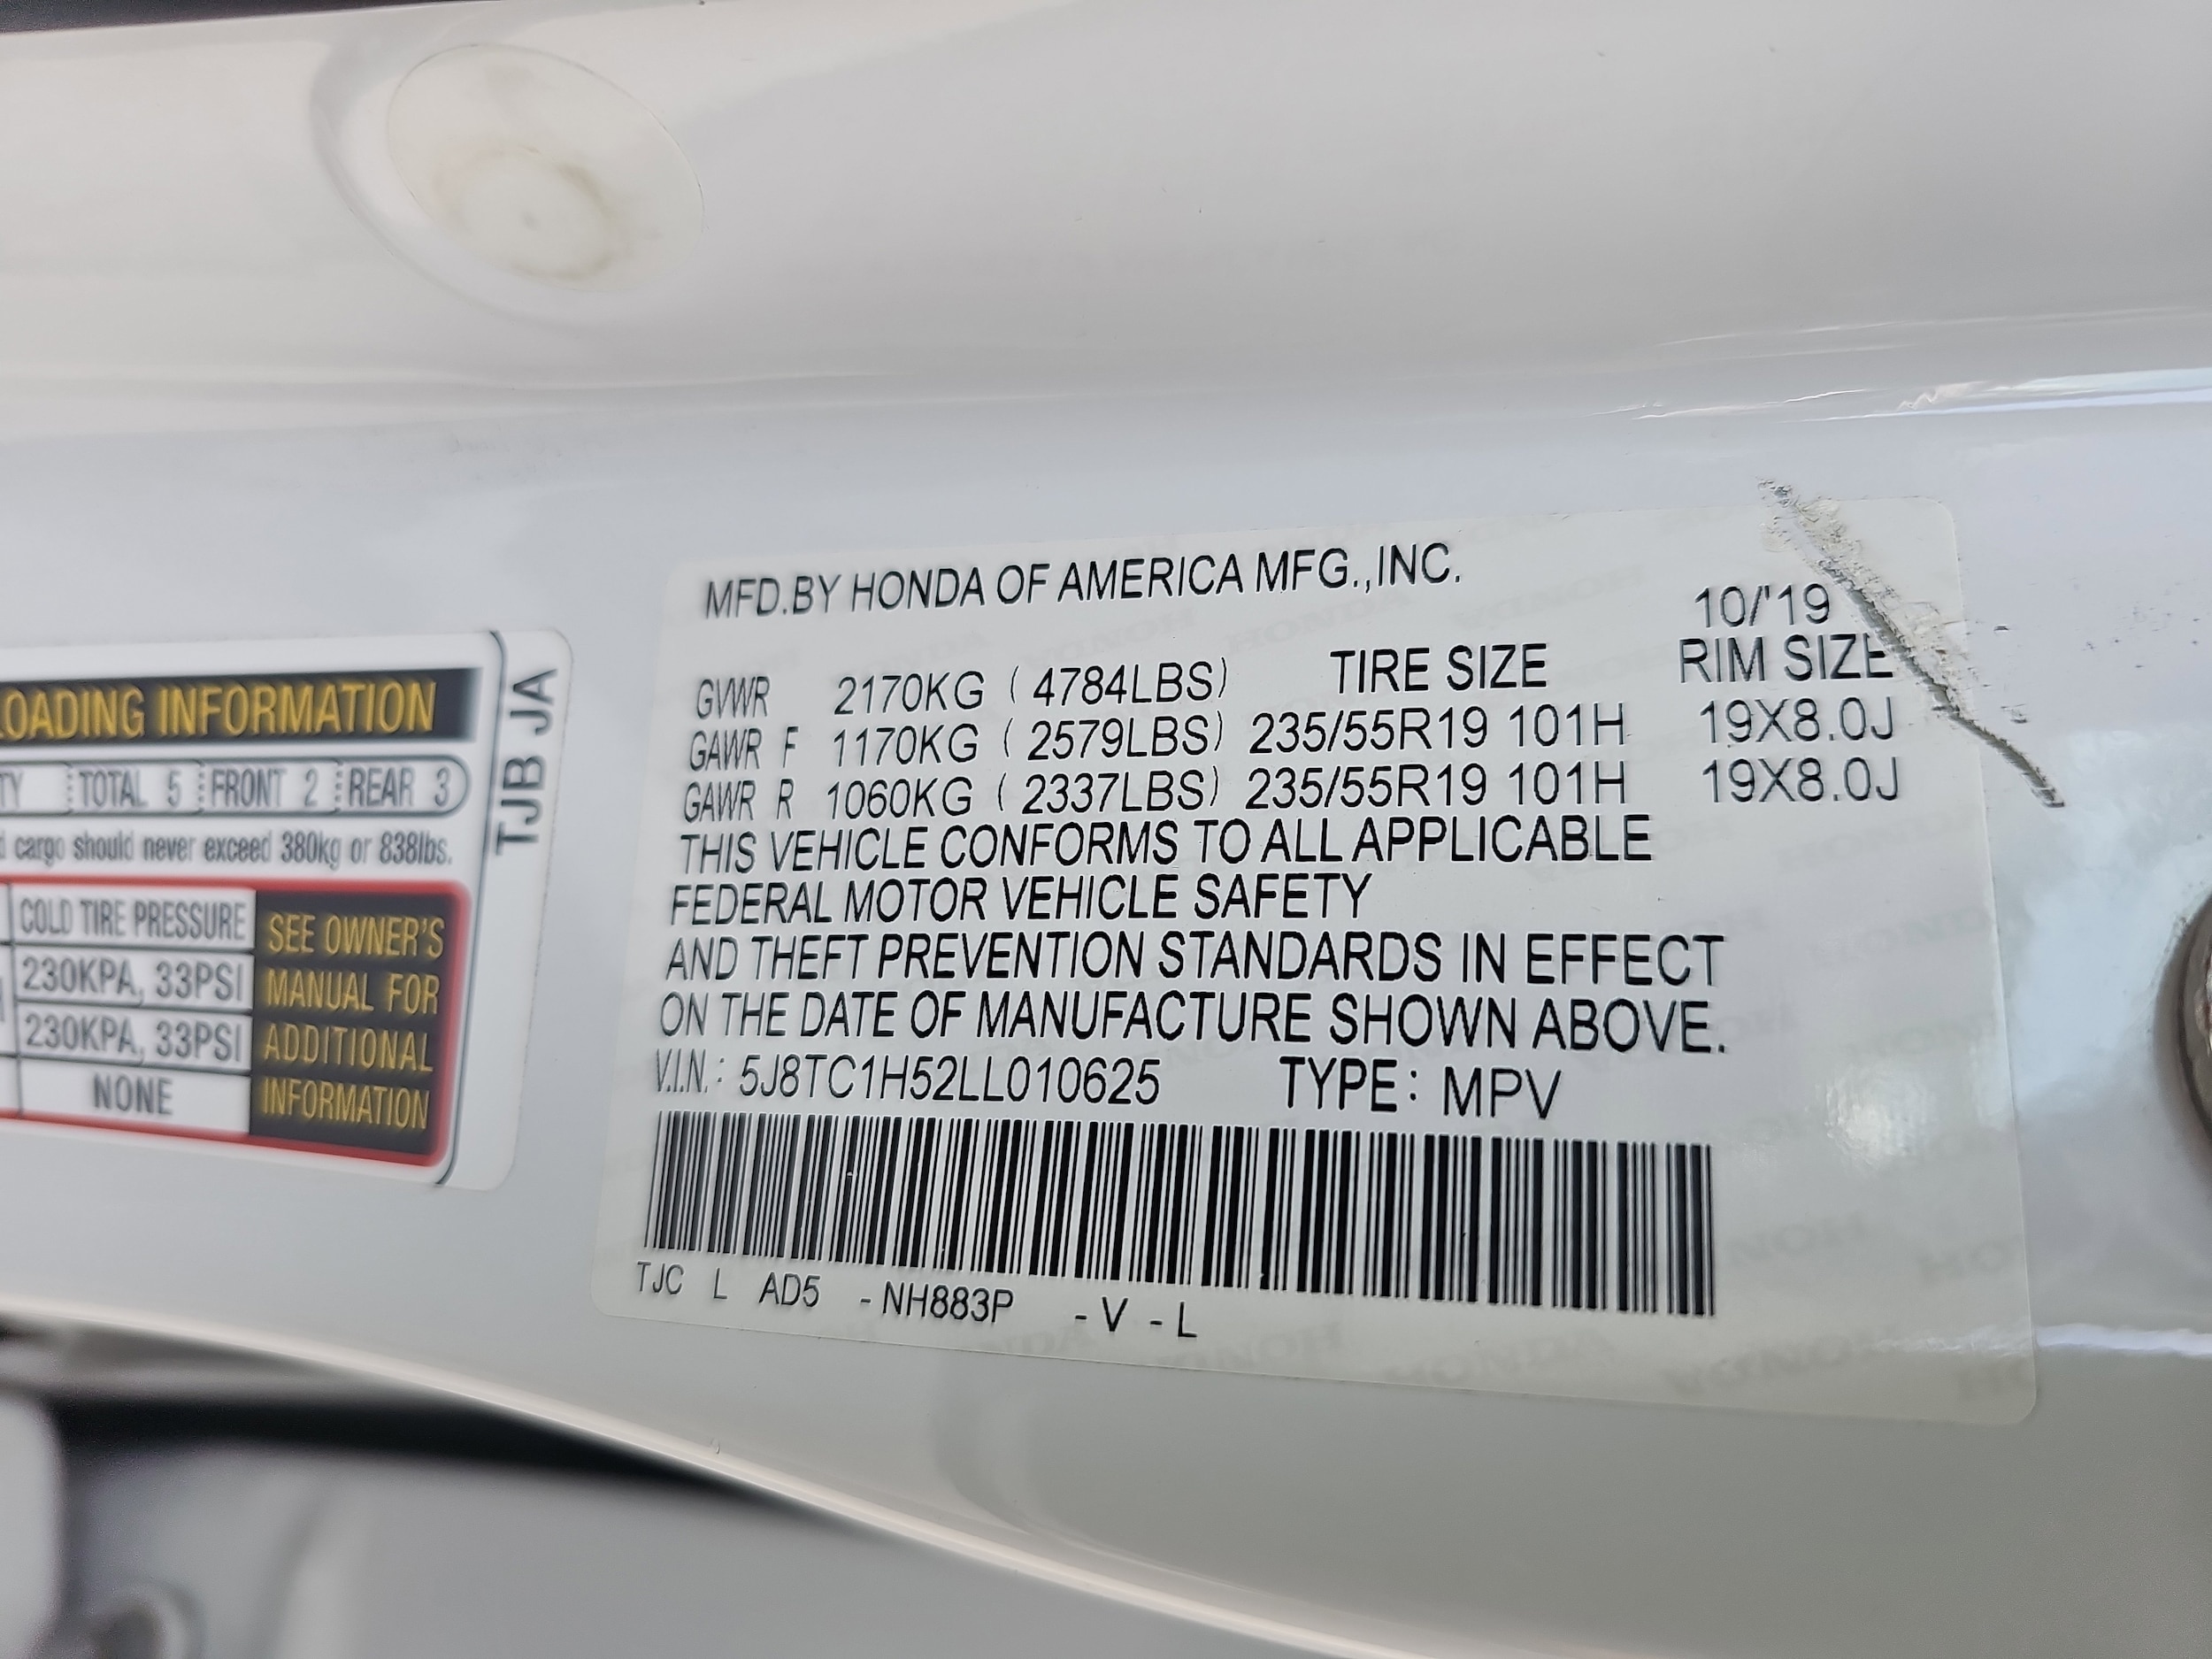 LOADING INFORMATION
TOTAL 5 FRONT 2 REAR 3
cargo should never exceed 380kg or 838lbs.
COLD TIRE PRESSURE
230KPA, 33PSI
230KPA, 33PSI
NONE
SEE OWNER'S
MANUAL FOR
ADDITIONAL
INFORMATION
TJB JA
MFD.BY HONDA OF AMERICA MFG.,INC.
10/'19
GVWR 2170KG ( 4784LBS) TIRE SIZE RIM SIZE
GAWR F 1170KG ( 2579LBS) 235/55R19 101H 19X8.0J
GAWR R 1060KG ( 2337LBS) 235/55R19 101H 19X8.0J
THIS VEHICLE CONFORMS TO ALL APPLICABLE
FEDERAL MOTOR VEHICLE SAFETY
AND THEFT PREVENTION STANDARDS IN EFFECT
ON THE DATE OF MANUFACTURE SHOWN ABOVE.
V.I.N.: 5J8TC1H52LL010625 TYPE: MPV
TJC L AD5 - NH883P - V - L